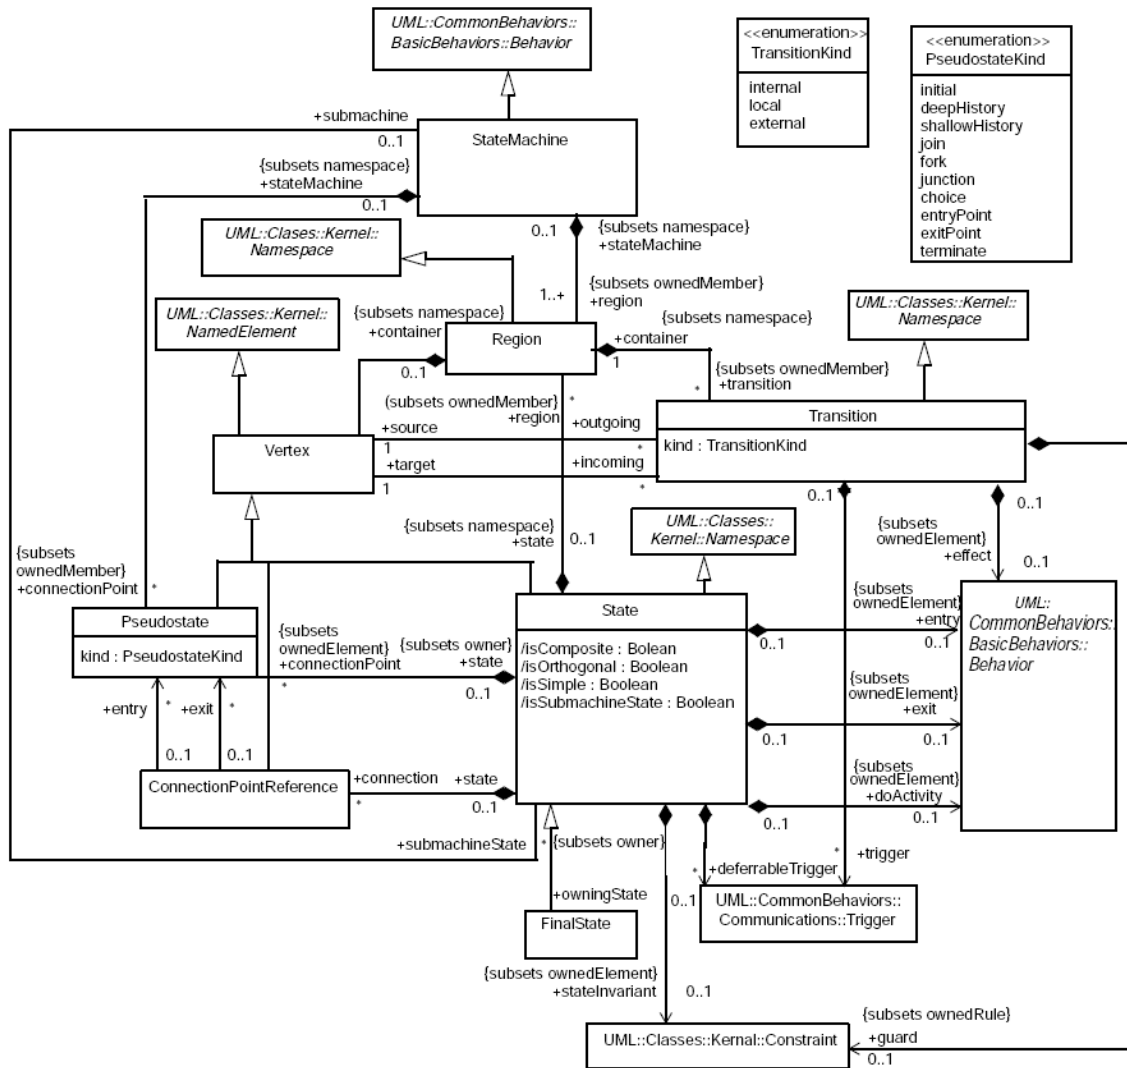 UML::CommonBehaviors::
BasicBehaviors::Behavior
<<enumeration>>
TransitionKind
internal
local
external
<<enumeration>>
PseudostateKind
initial
deepHistory
shallowHistory
join
fork
junction
choice
entryPoint
exitPoint
terminate
+submachine
0..1
StateMachine
{subsets namespace}
+stateMachine
0..1
0..1
{subsets namespace}
+stateMachine
UML::Clases::Kernel::
Namespace
1..+
{subsets ownedMember}
+region
UML::Classes::Kernel::
NamedElement
{subsets namespace}
+container
0..1
Region
{subsets namespace}
+container
1
UML::Classes::Kernel::
Namespace
{subsets ownedMember}
+transition
*
(subsets ownedMember}
+region
*
Transition
kind : TransitionKind
Vertex
+source
1
+outgoing
*
+target
1
+incoming
*
0..1
0..1
{subsets namespace}
+state
0..1
UML::Classes::
Kernel::Namespace
{subsets
ownedElement}
+effect
0..1
{subsets
ownedMember}
+connectionPoint
*
Pseudostate
kind : PseudostateKind
{subsets
ownedElement}
+connectionPoint
*
{subsets owner}
+state
0..1
State
/isComposite : Bolean
/isOrthogonal : Boolean
/isSimple : Boolean
/isSubmachineState : Boolean
{subsets
ownedElement}
+entry
0..1
0..1
UML::
CommonBehaviors::
BasicBehaviors::
Behavior
{subsets
ownedElement}
+exit
0..1
0..1
{subsets
ownedElement}
+doActivity
0..1
0..1
+entry
*
+exit
*
0..1
0..1
ConnectionPointReference
+connection
*
+state
0..1
+submachineState
*
{subsets owner}
+owningState
FinalState
0..1
*
+deferrableTrigger
*
+trigger
UML::CommonBehaviors::
Communications::Trigger
{subsets ownedElement}
+stateInvariant
0..1
UML::Classes::Kernal::Constraint
{subsets ownedRule}
+guard
0..1